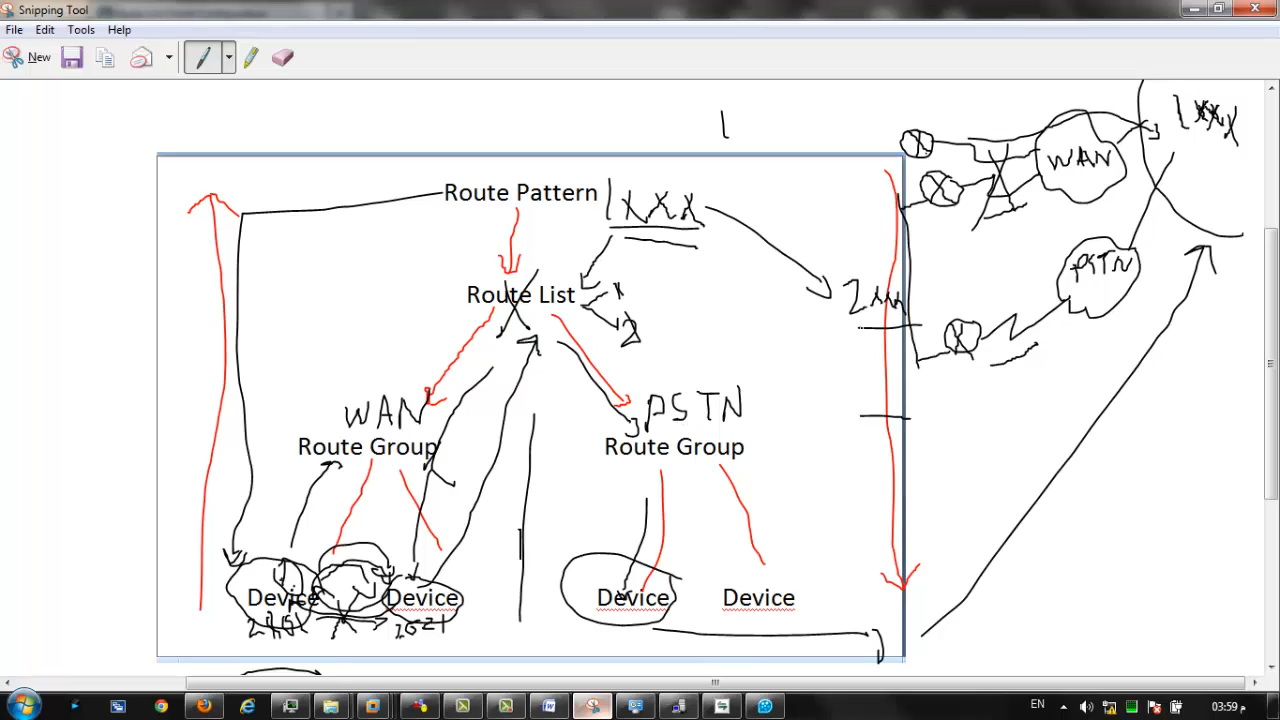 Snipping Tool
File Edit Tools Help
New
1xxx
WAN
Route Pattern 1xxx
PSTN
Route List 1
2xxx
2
WAN PSTN
Route Group Route Group
Device Device Device Device
EN 03:59 م